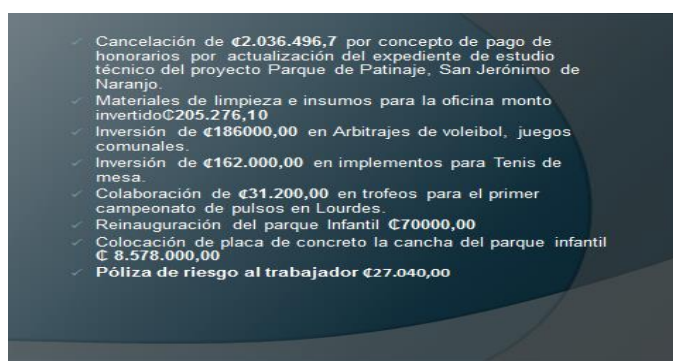 Cancelación de ₡2.036.496,7 por concepto de pago de
honorarios por actualización del expediente de estudio
técnico del proyecto Parque de Patinaje, San Jerónimo de
Naranjo.
Materiales de limpieza e insumos para la oficina monto
invertido₡205.276,10
Inversión de ₡186000,00 en Arbitrajes de voleibol, juegos
comunales.
Inversión de ₡162.000,00 en implementos para Tenis de
mesa.
Colaboración de ₡31.200,00 en trofeos para el primer
campeonato de pulsos en Lourdes.
Reinauguración del parque Infantil ₡70000,00
Colocación de placa de concreto la cancha del parque infantil
₡ 8.578.000,00
Póliza de riesgo al trabajador ₡27.040,00